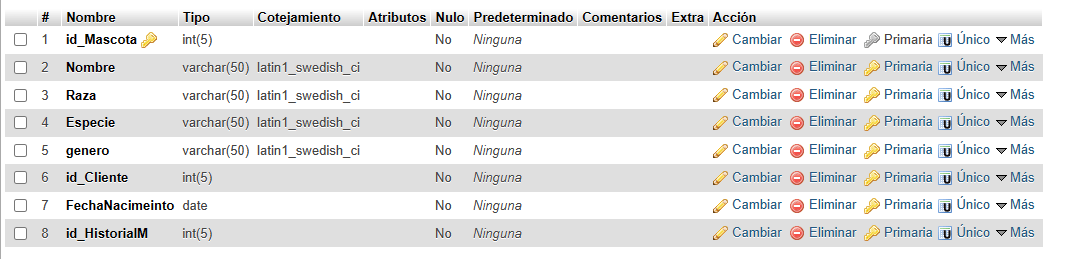 # Nombre Tipo Cotejamiento Atributos Nulo Predeterminado Comentarios Extra Acción
1 id_Mascota int(5) No Ninguna Cambiar Eliminar Primaria Único Más
2 Nombre varchar(50) latin1_swedish_ci No Ninguna Cambiar Eliminar Primaria Único Más
3 Raza varchar(50) latin1_swedish_ci No Ninguna Cambiar Eliminar Primaria Único Más
4 Especie varchar(50) latin1_swedish_ci No Ninguna Cambiar Eliminar Primaria Único Más
5 genero varchar(50) latin1_swedish_ci No Ninguna Cambiar Eliminar Primaria Único Más
6 id_Cliente int(5) No Ninguna Cambiar Eliminar Primaria Único Más
7 FechaNacimeinto date No Ninguna Cambiar Eliminar Primaria Único Más
8 id_HistorialM int(5) No Ninguna Cambiar Eliminar Primaria Único Más